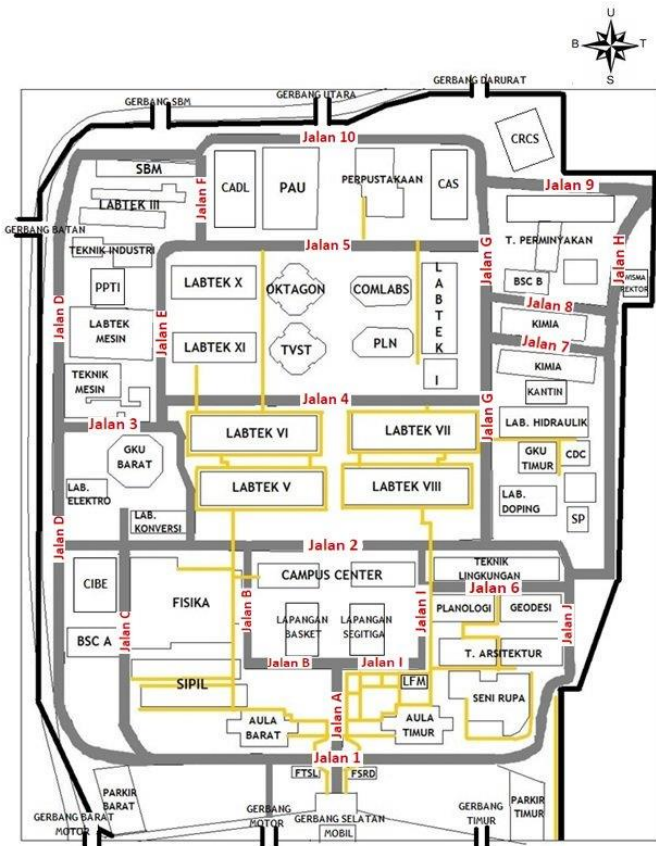 U
B
T
S
GERBANG DARURAT
GERBANG UTARA
GERBANG SBM
CRCS
Jalan 10
SBM
CADL
PAU
PERPUSTAKAAN
CAS
Jalan 9
LABTEK III
Jalan F
GERBANG BATAN
TEKNIK INDUSTRI
Jalan 5
Jalan G
T. PERMINYAKAN
Jalan H
PPTI
LABTEK X
OKTAGON
COMLABS
LABTEK I
BSC B
WISMA
REKTOR
Jalan D
Jalan E
Jalan 8
LABTEK
MESIN
KIMIA
LABTEK XI
TVST
PLN
Jalan 7
KIMIA
TEKNIK
MESIN
KANTIN
Jalan 4
Jalan G
Jalan 3
LABTEK VI
LABTEK VII
LAB. HIDRAULIK
GKU
BARAT
GKU
TIMUR
CDC
LAB.
ELEKTRO
LABTEK V
LABTEK VIII
LAB.
DOPING
SP
LAB.
KONVERSI
Jalan D
Jalan 2
CIBE
FISIKA
CAMPUS CENTER
TEKNIK
LINGKUNGAN
Jalan 6
Jalan B
Jalan I
PLANOLOGI
GEODESI
Jalan J
BSC A
Jalan C
LAPANGAN
BASKET
LAPANGAN
SEGITIGA
T. ARSITEKTUR
Jalan B
Jalan I
SIPIL
LFM
SENI RUPA
Jalan A
AULA
BARAT
AULA
TIMUR
Jalan 1
FTSL
FSRD
PARKIR
BARAT
GERBANG BARAT
MOTOR
GERBANG
MOTOR
GERBANG SELATAN
MOBIL
GERBANG
TIMUR
PARKIR
TIMUR